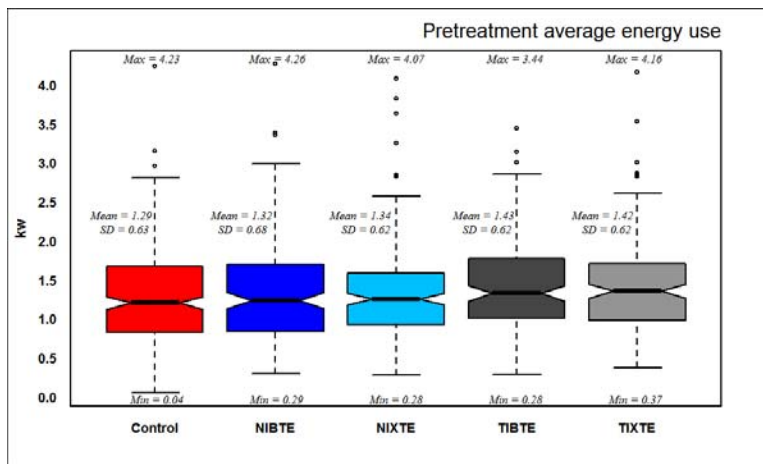 Pretreatment average energy use
Max = 4.23 Max = 4.26 Max = 4.07 Max = 3.44 Max = 4.16
4.0
3.5
3.0
2.5
Mean = 1.29 Mean = 1.32 Mean = 1.34 Mean = 1.43 Mean = 1.42
SD = 0.63 SD = 0.68 SD = 0.62 SD = 0.62 SD = 0.62
kw
2.0
1.5
1.0
0.5
0.0
Min = 0.04 Min = 0.29 Min = 0.28 Min = 0.28 Min = 0.37
Control NIBTE NIXTE TIBTE TIXTE